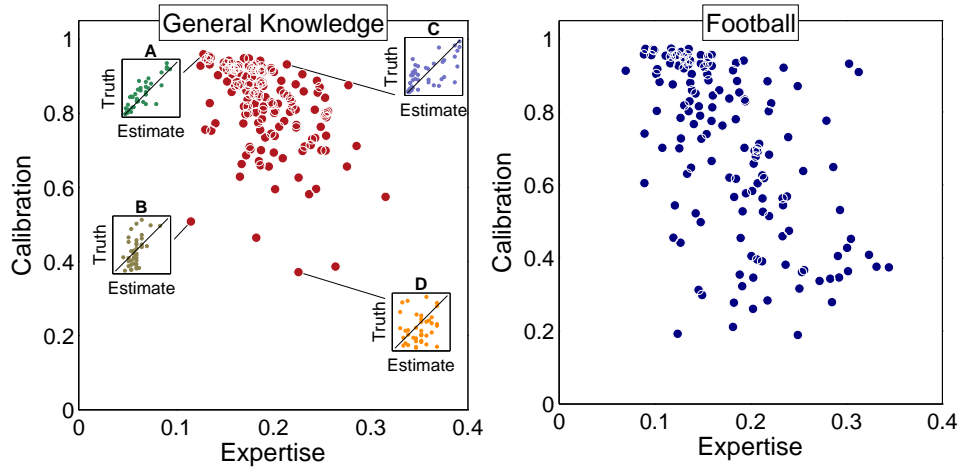 General Knowledge
Football
1
0.8
0.6
0.4
0.2
0
0
0.1
0.2
0.3
0.4
Calibration
Expertise
A
Truth
Estimate
B
Truth
Estimate
C
Truth
Estimate
D
Truth
Estimate
1
0.8
0.6
0.4
0.2
0
0
0.1
0.2
0.3
0.4
Calibration
Expertise